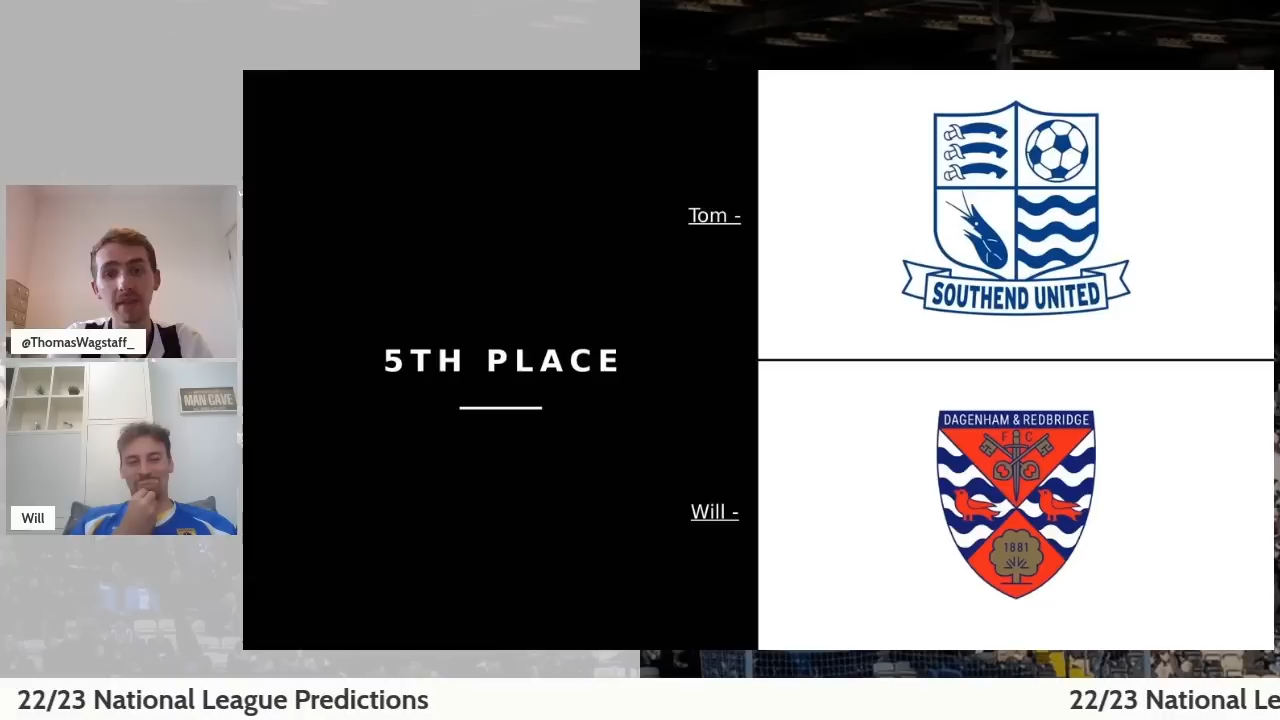 Tom -
SOUTHEND UNITED
@ThomasWagstaff_
5TH PLACE
MAN CAVE
DAGENHAM & REDBRIDGE
F C
Will -
Will
1881
22/23 National League Predictions
22/23 National Le